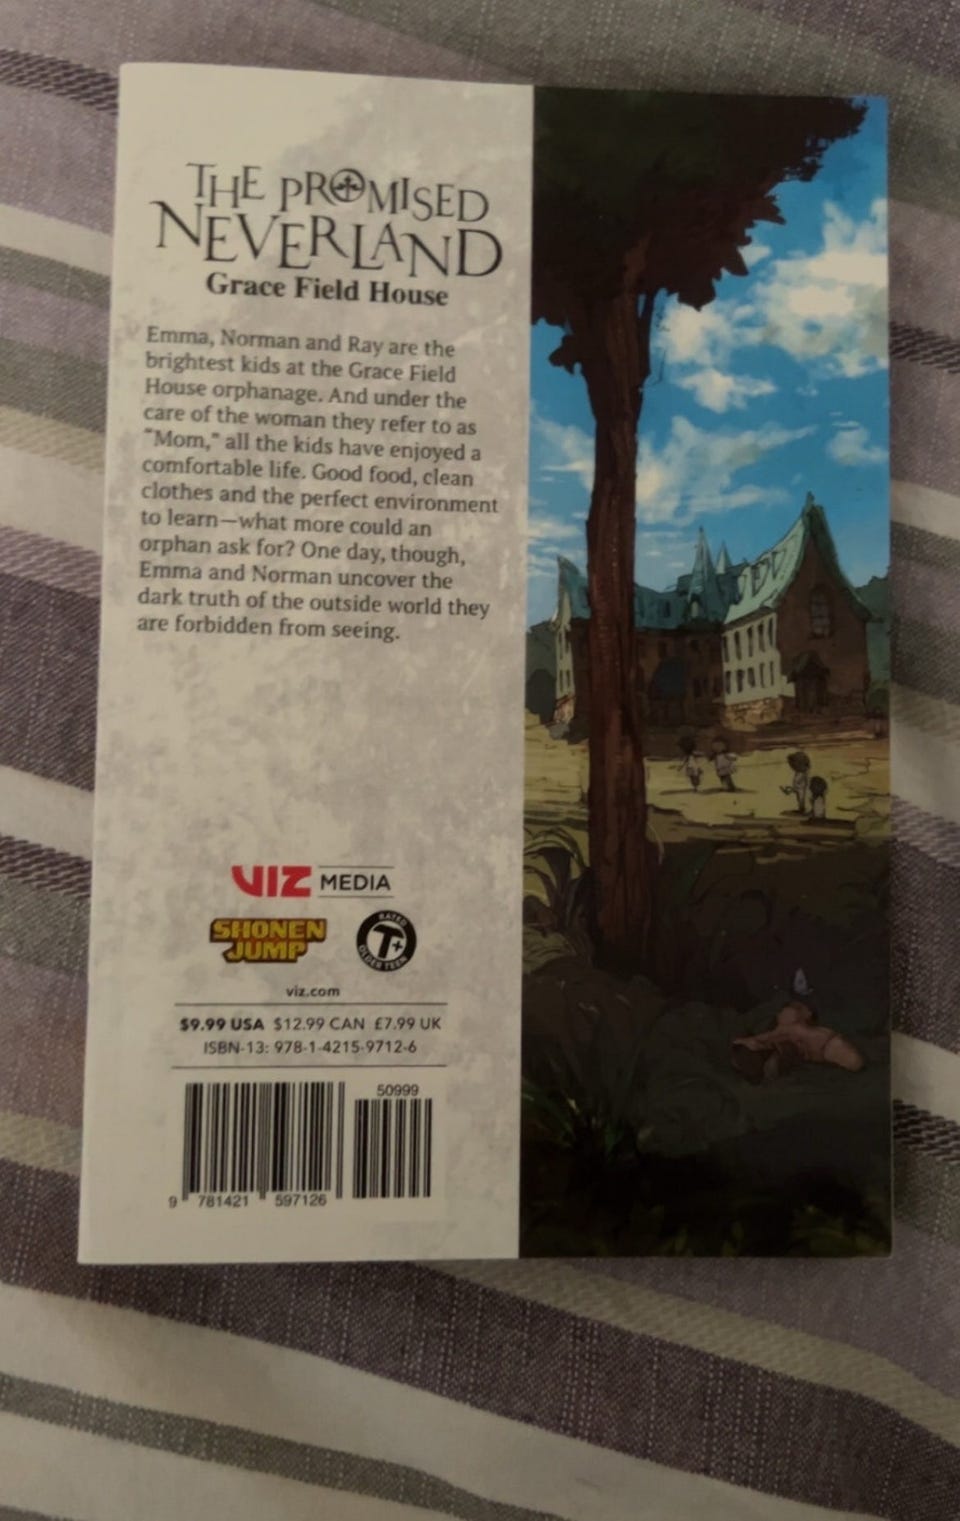 THE PROMISED
NEVERLAND
Grace Field House
Emma, Norman and Ray are the
brightest kids at the Grace Field
House orphanage. And under the
care of the woman they refer to as
"Mom," all the kids have enjoyed a
comfortable life. Good food, clean
clothes and the perfect environment
to learn—what more could an
orphan ask for? One day, though,
Emma and Norman uncover the
dark truth of the outside world they
are forbidden from seeing.
VIZ MEDIA
SHONEN
JUMP
RATED
T+
OLDER TEEN
viz.com
$9.99 USA $12.99 CAN £7.99 UK
ISBN-13: 978-1-4215-9712-6
50999
9 781421 597126